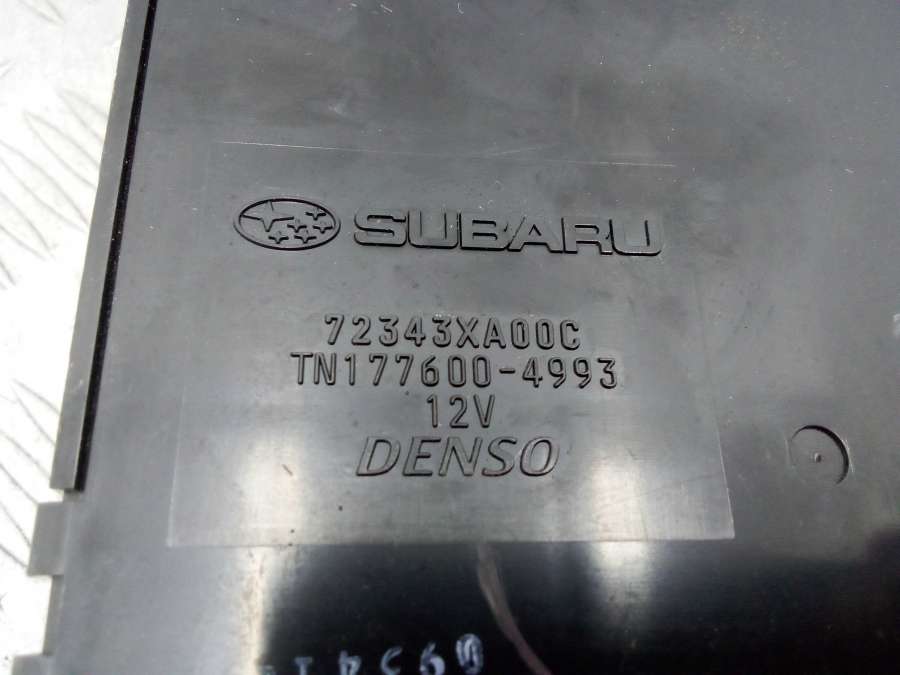 SUBARU
72343XA00C
TN177600-4993
12V
DENSO